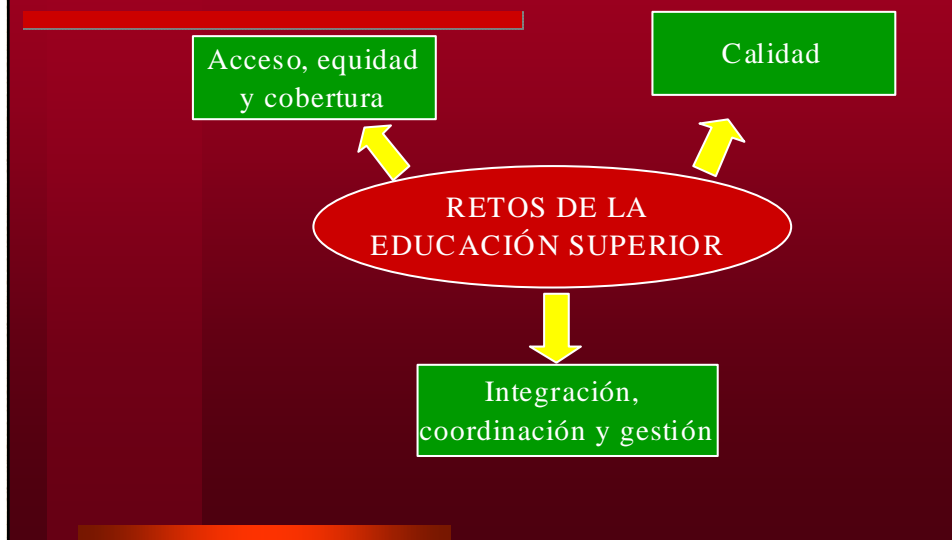 Acceso, equidad
y cobertura
Calidad
RETOS DE LA
EDUCACIÓN SUPERIOR
Integración,
coordinación y gestión